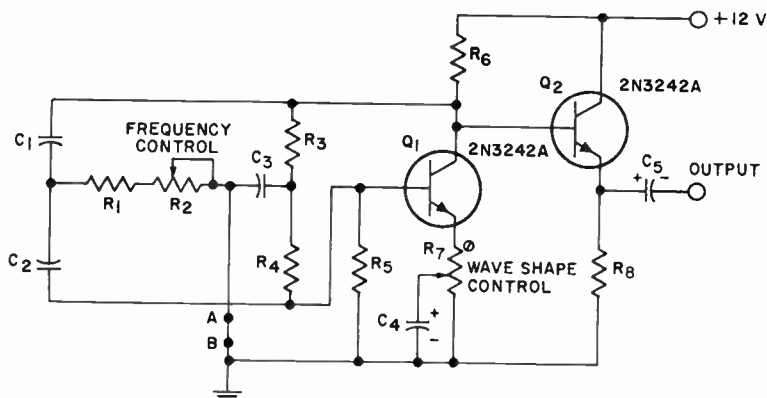 +12 V
R6
Q2
2N3242A
C1
FREQUENCY
CONTROL
C3
R3
Q1
2N3242A
C5
+ -
OUTPUT
R1
R2
C2
R4
R5
R7
WAVE SHAPE
CONTROL
R8
C4
+
-
A
B